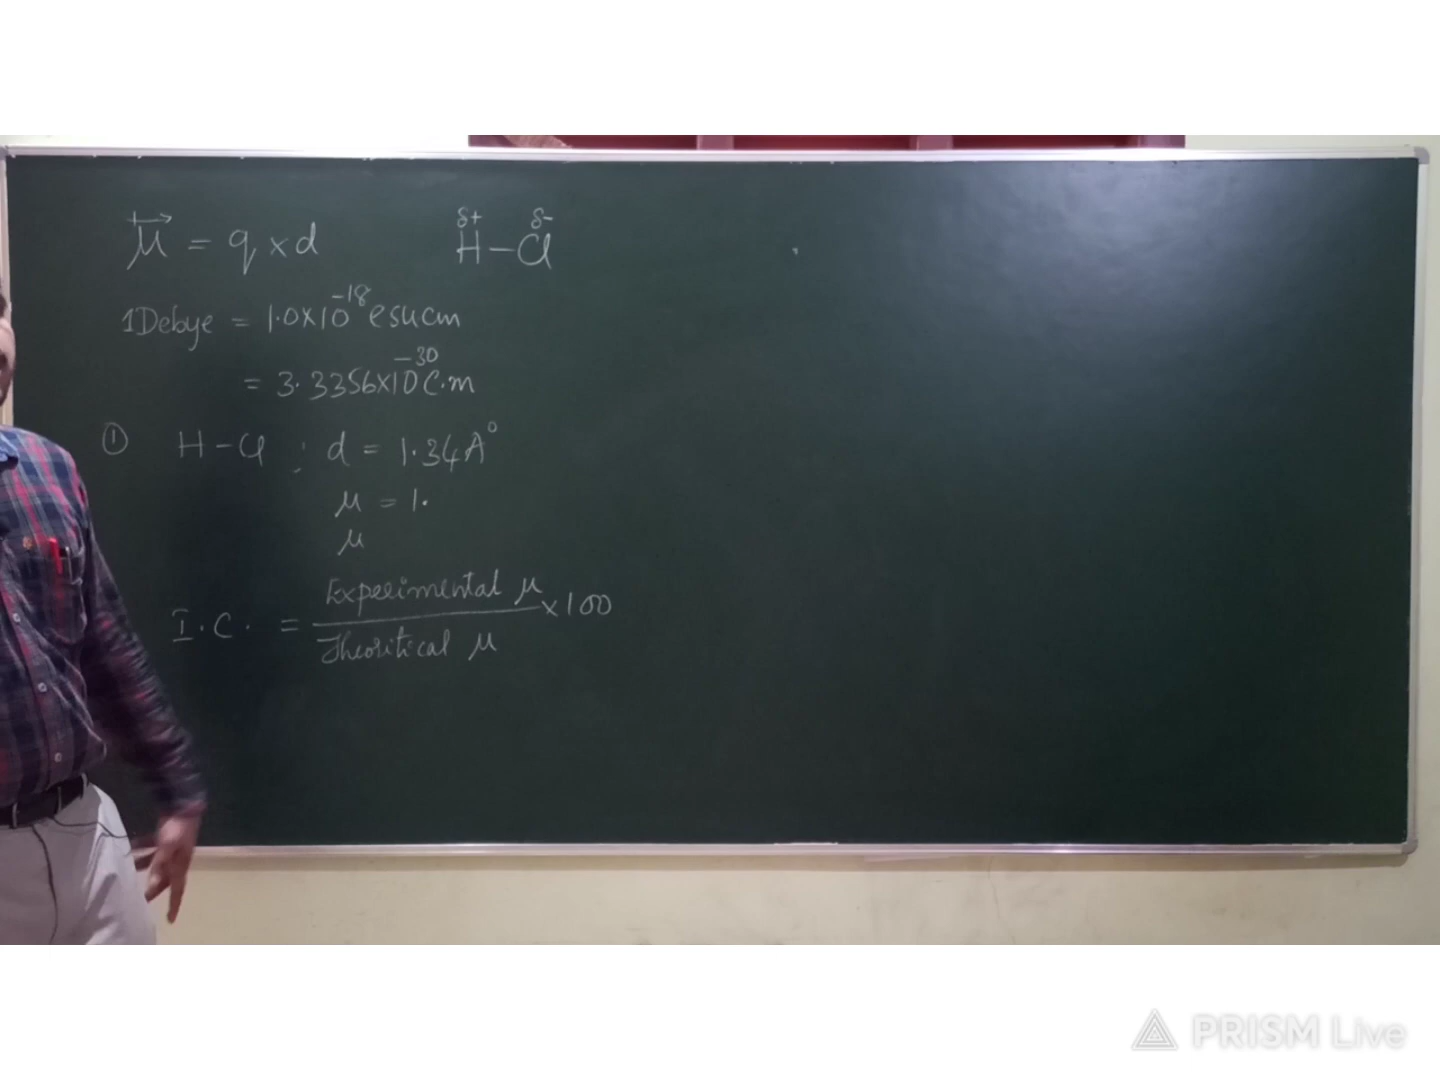 μ = q × d
δ+ δ-
H - Cl
1Debye = 1.0×10⁻¹⁸ esu cm
= 3.3356×10⁻³⁰ C.m
① H-Cl : d = 1.34A°
μ = 1.
μ
I.C. = Experimental μ / Theoritical μ ×100
PRISM Live